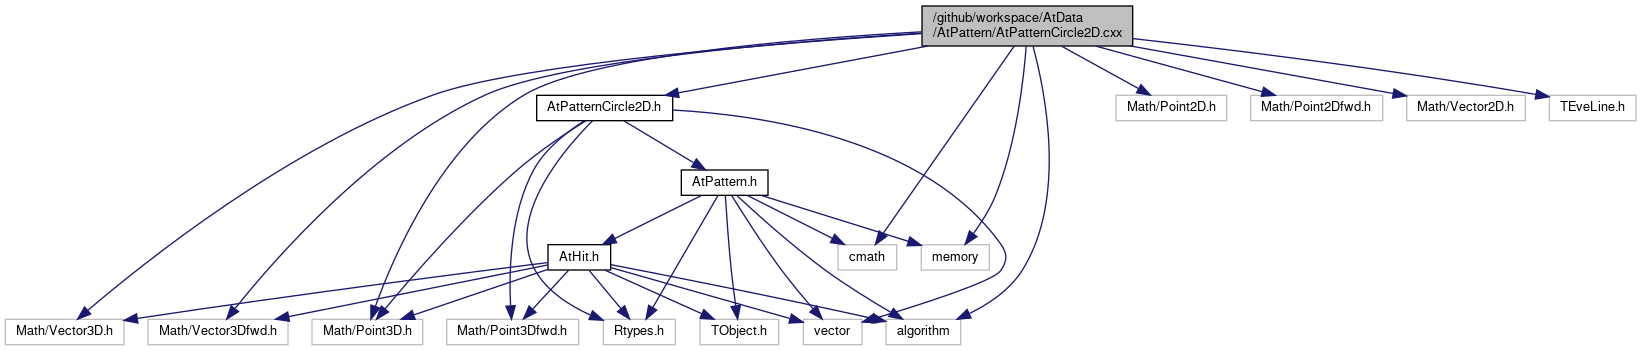 /github/workspace/AtData
/AtPattern/AtPatternCircle2D.cxx
AtPatternCircle2D.h
Math/Point2D.h
Math/Point2Dfwd.h
Math/Vector2D.h
TEveLine.h
AtPattern.h
AtHit.h
cmath
memory
Math/Vector3D.h
Math/Vector3Dfwd.h
Math/Point3D.h
Math/Point3Dfwd.h
Rtypes.h
TObject.h
vector
algorithm